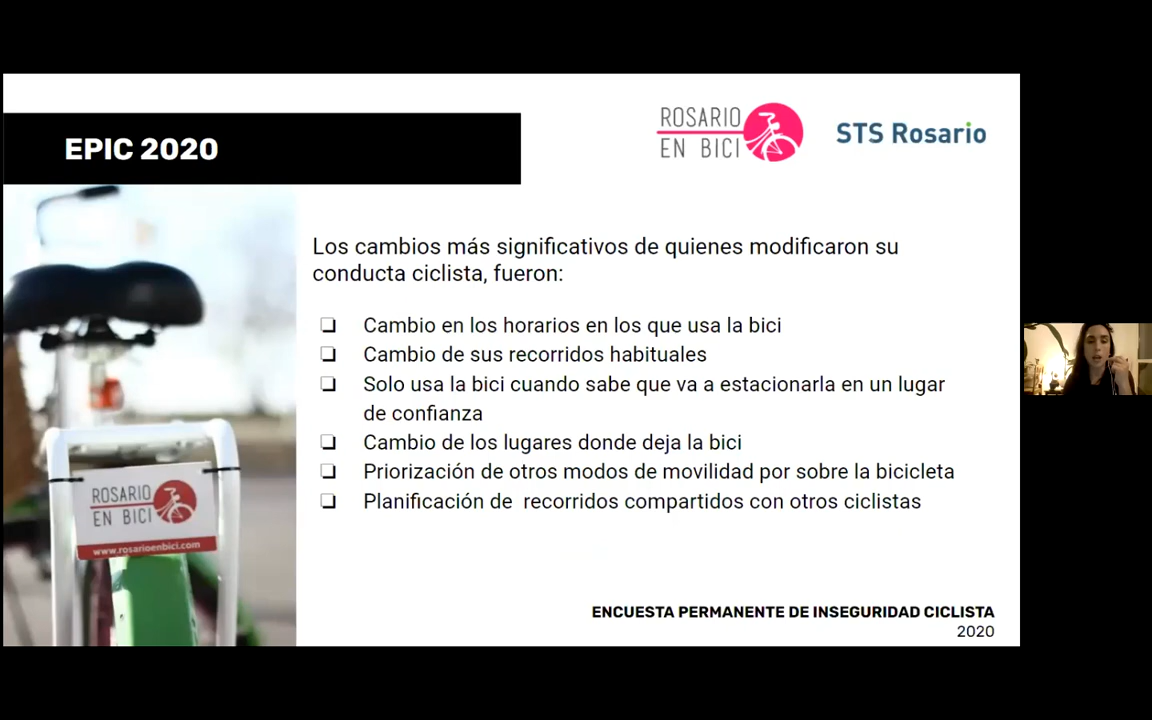 EPIC 2020
ROSARIO
EN BICI
STS Rosario
Los cambios más significativos de quienes modificaron su
conducta ciclista, fueron:
Cambio en los horarios en los que usa la bici
Cambio de sus recorridos habituales
Solo usa la bici cuando sabe que va a estacionarla en un lugar
de confianza
Cambio de los lugares donde deja la bici
Priorización de otros modos de movilidad por sobre la bicicleta
Planificación de recorridos compartidos con otros ciclistas
ROSARIO
EN BICI
www.rosarioenbici.com
ENCUESTA PERMANENTE DE INSEGURIDAD CICLISTA
2020